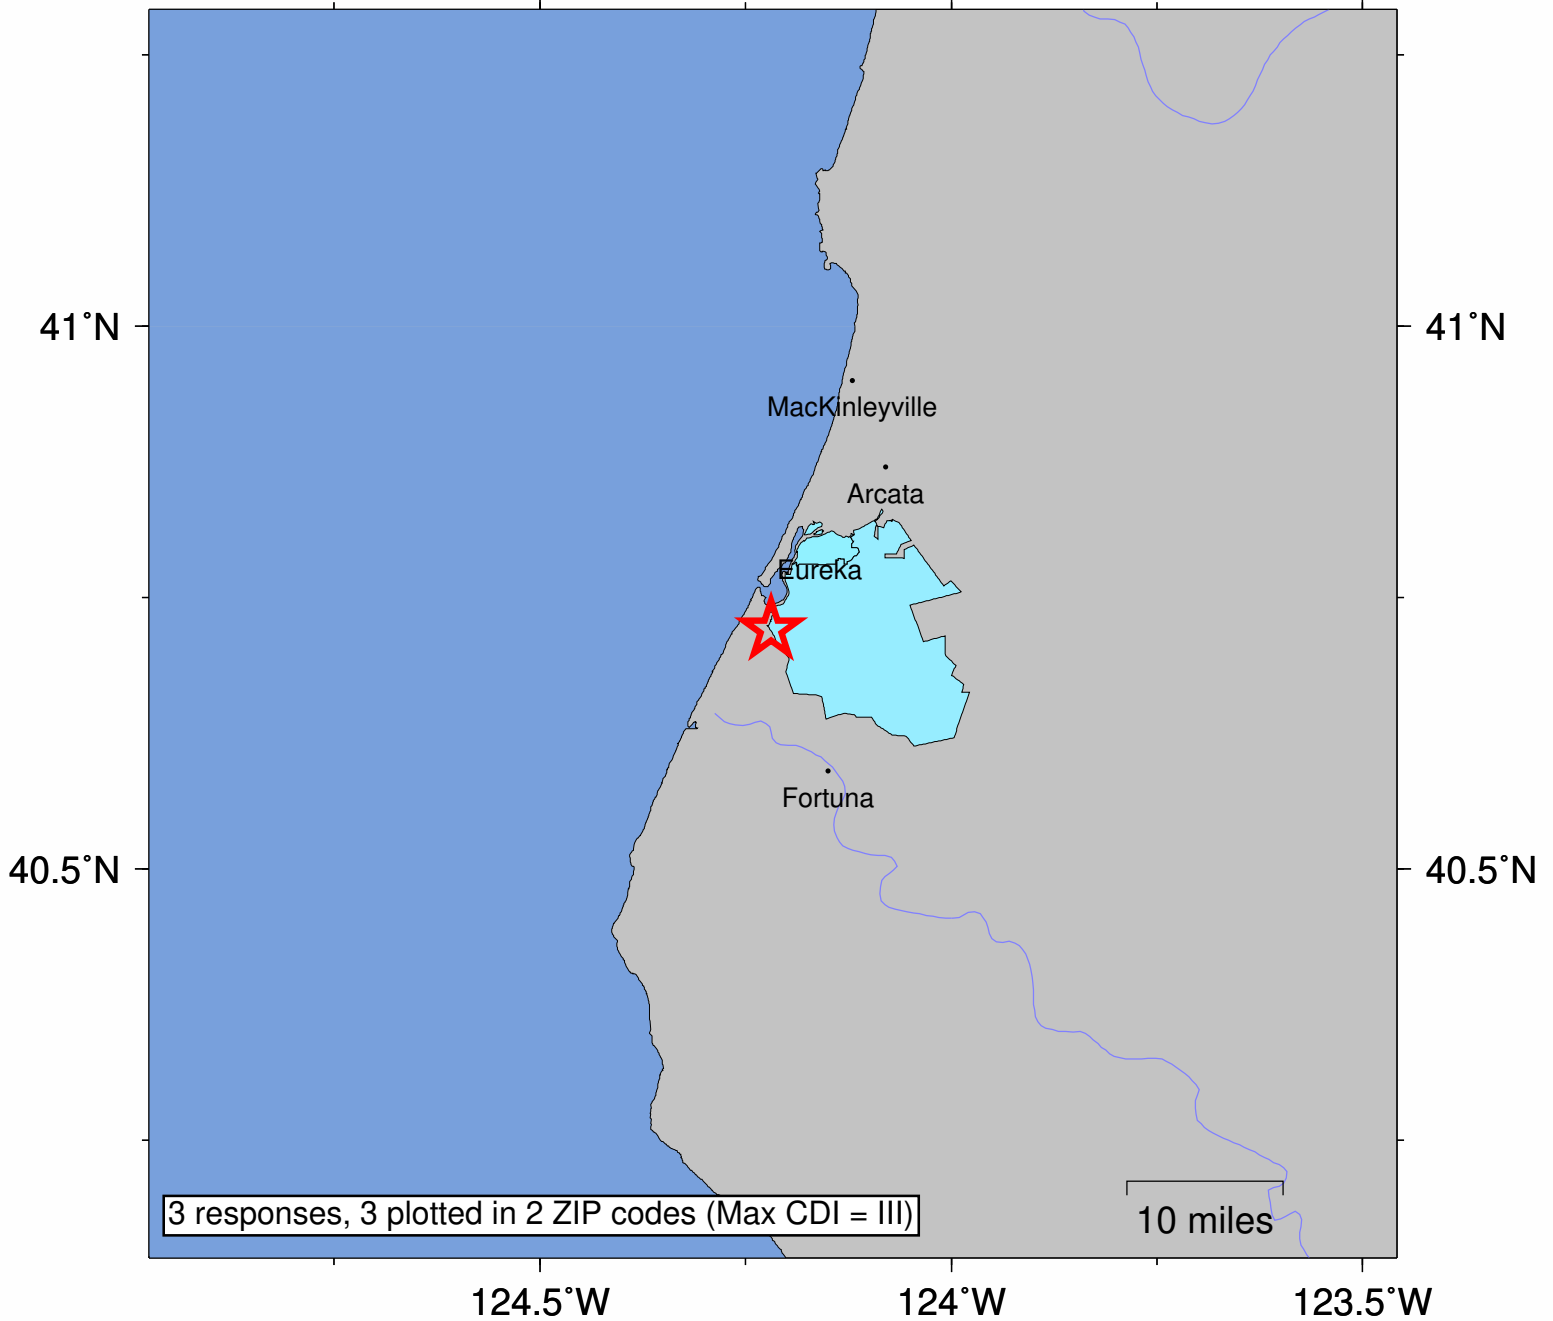 41˚N
41˚N
MacKinleyville
Arcata
Eureka
Fortuna
40.5˚N
40.5˚N
3 responses, 3 plotted in 2 ZIP codes (Max CDI = III)
10 miles
124.5˚W
124˚W
123.5˚W